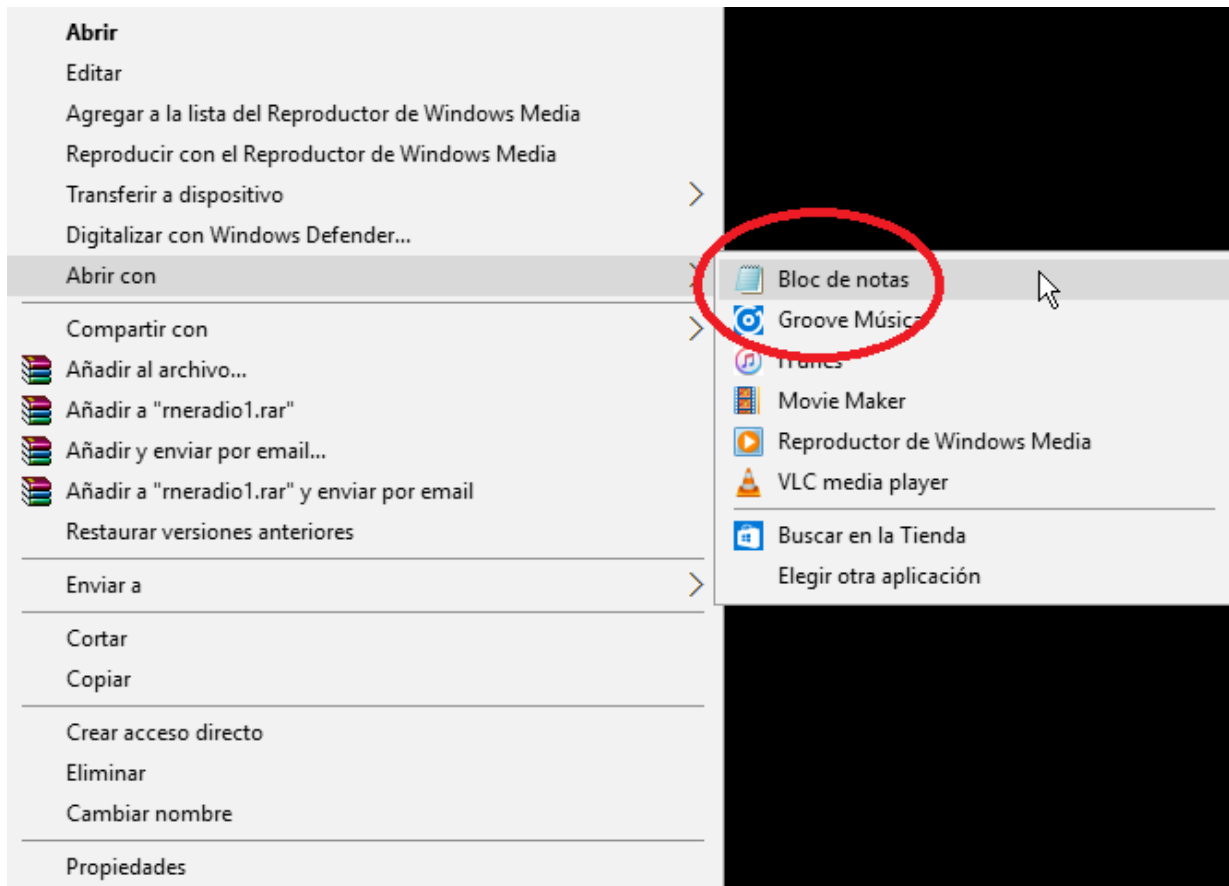 Abrir
Editar
Agregar a la lista del Reproductor de Windows Media
Reproducir con el Reproductor de Windows Media
Transferir a dispositivo
Digitalizar con Windows Defender...
Abrir con
Compartir con
Añadir al archivo...
Añadir a "rneradio1.rar"
Añadir y enviar por email...
Añadir a "rneradio1.rar" y enviar por email
Restaurar versiones anteriores
Enviar a
Cortar
Copiar
Crear acceso directo
Eliminar
Cambiar nombre
Propiedades
Bloc de notas
Groove Música
iTunes
Movie Maker
Reproductor de Windows Media
VLC media player
Buscar en la Tienda
Elegir otra aplicación